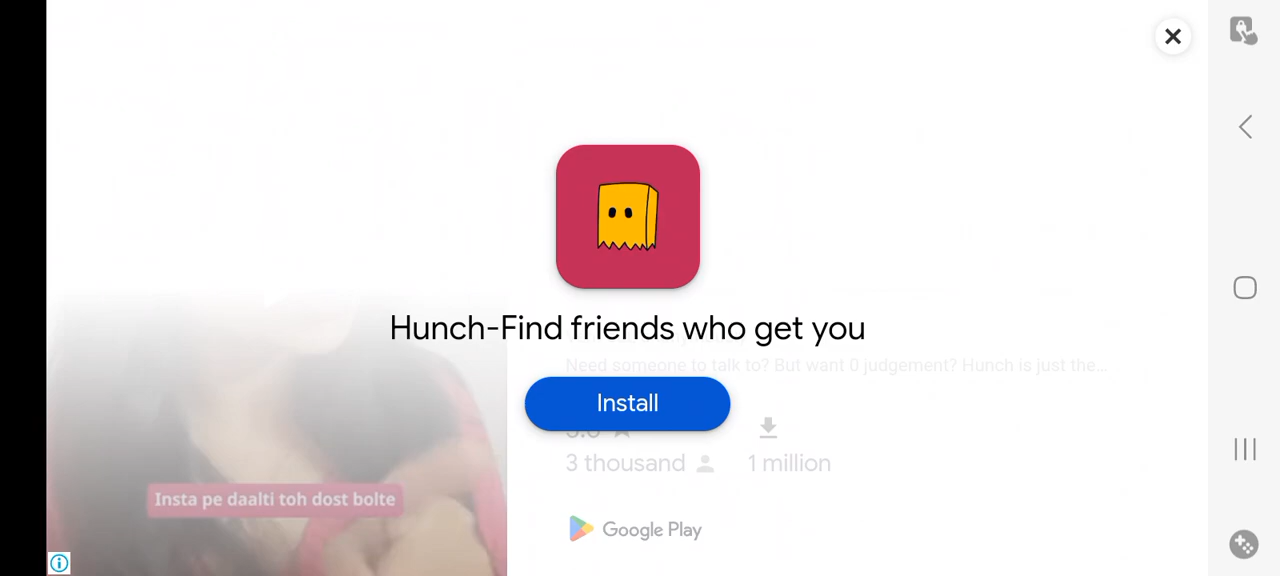 Hunch-Find friends who get you
Need someone to talk to? But want 0 judgement? Hunch is just the...
Install
3 thousand
1 million
Insta pe daalti toh dost bolte
Google Play